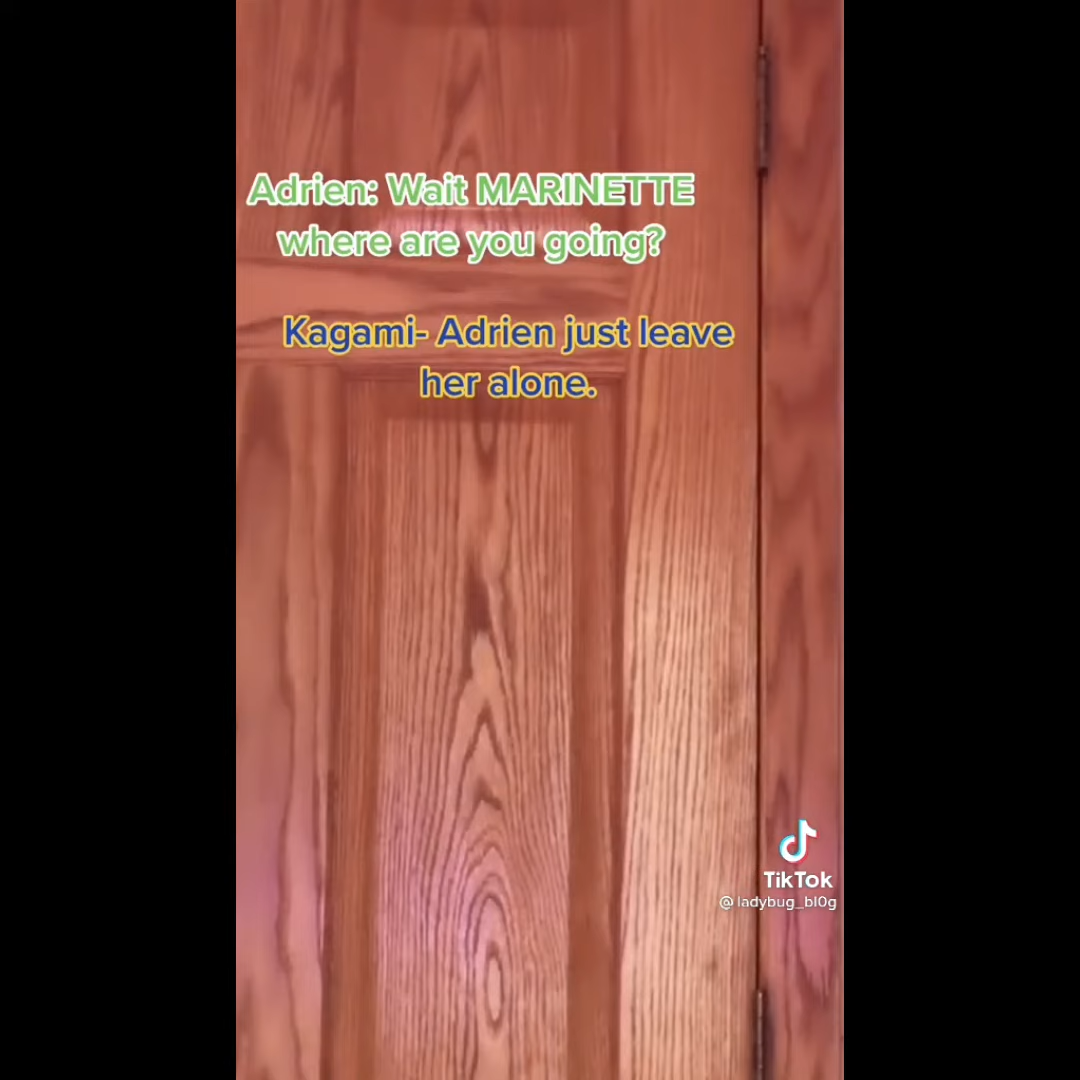 Adrien: Wait MARINETTE
where are you going?
Kagami- Adrien just leave
her alone.
TikTok
@ladybug_bl0g